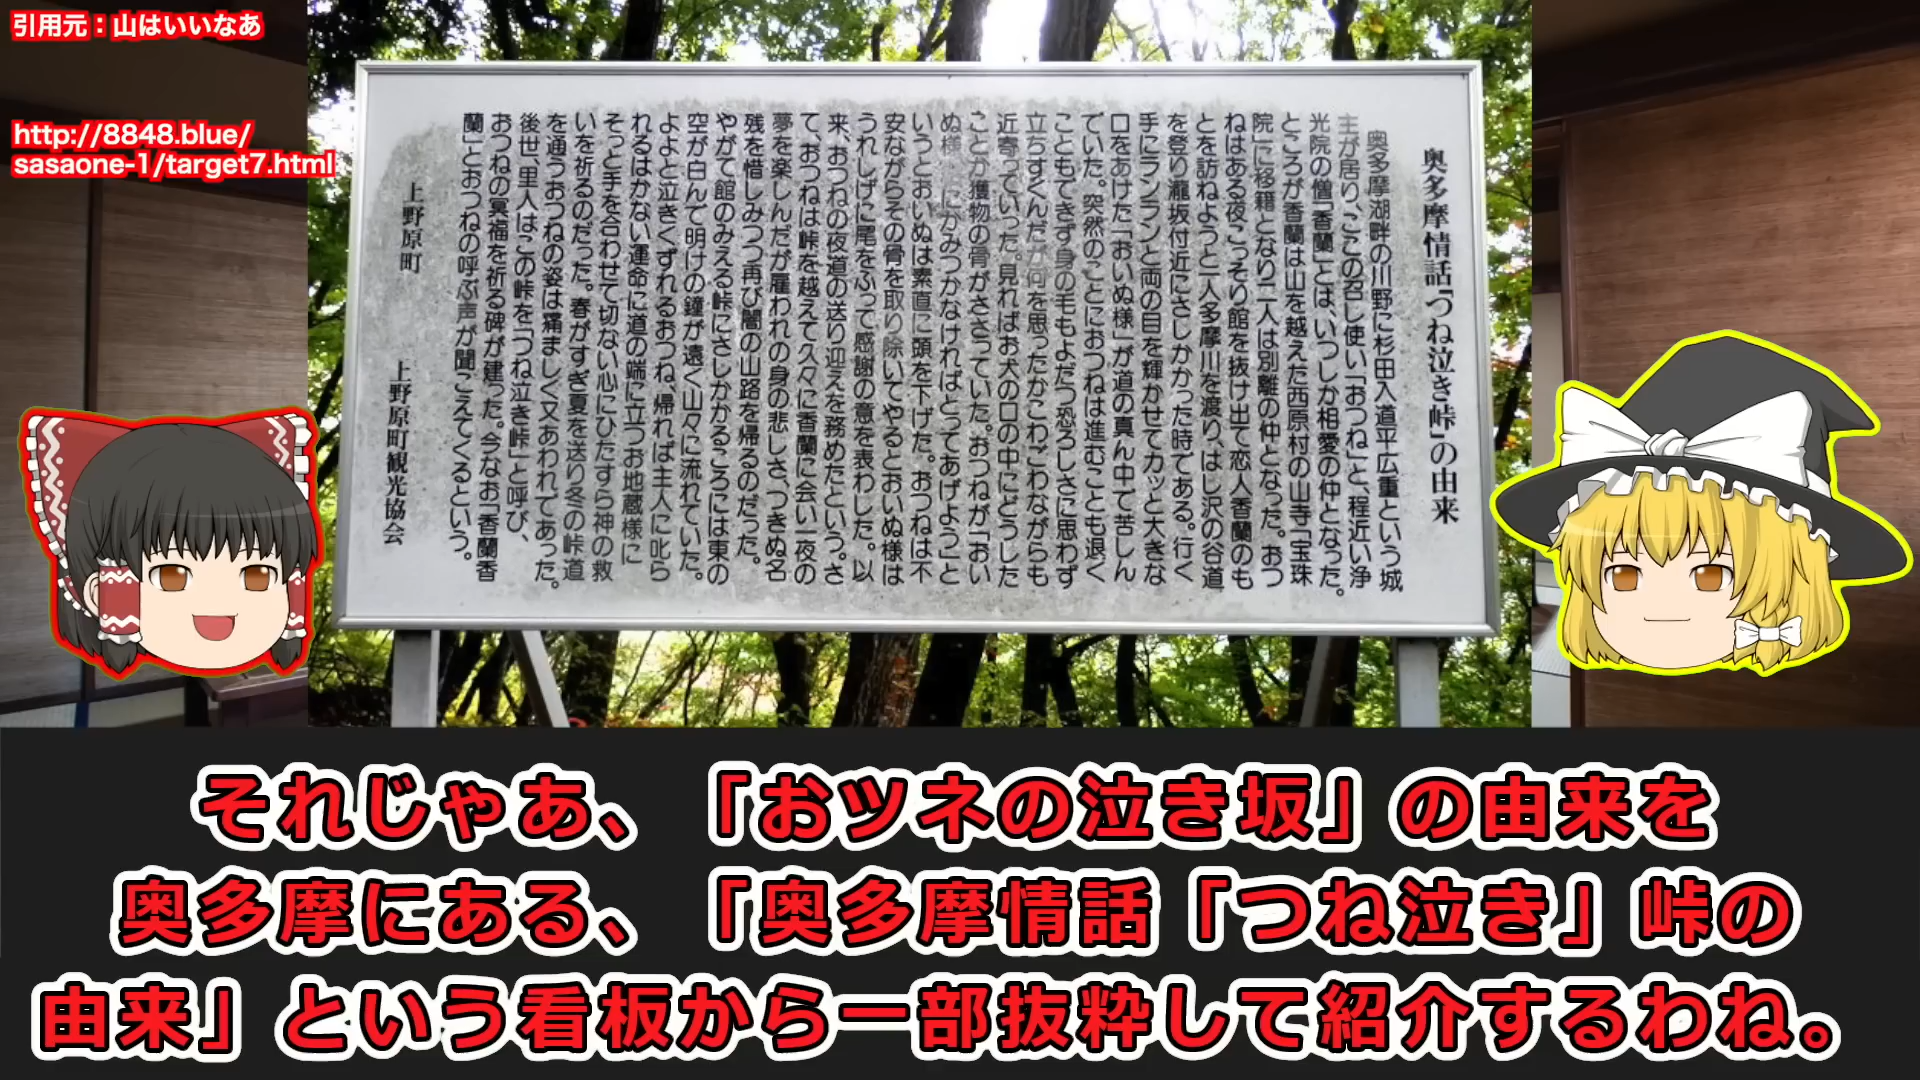 引用元：山はいいなあ
http://8848.blue/
sasaone-1/target7.html
奥多摩情話「つね泣き峠」の由来
奥多摩湖畔の川野に杉田入道平広重という城
主が居り、ここの召し使い「おつね」と、程近い浄
光院の僧「香蘭」とは、いつしか相愛の仲となった。
ところが香蘭は山を越えた西原村の山寺「宝珠
院」に移籍となり二人は別離の仲となった。おつ
ねはある夜こっそり館を抜け出て恋人香蘭のも
とを訪ねようと一人多摩川を渡り、はし沢の谷道
を登り瀧坂付近にさしかかった時である。行く
手にランランと両の目を輝かせてカッと大きな
口をあけた「おいぬ様」が道の真ん中で苦しん
でいた。突然のことにおつねは進むことも退く
こともできず身の毛もよだつ恐ろしさに思わず
立ちすくんだが何を思ったかこわごわながらも
近寄っていった。見ればお犬の口の中にどうした
ことか獲物の骨がささっていた。おつねが「おい
ぬ様 にかみつかなければとってあげよう」と
いうとおいぬは素直に頭を下げた。おつねは不
安ながらその骨を取り除いてやるとおいぬ様は
うれしげに尾をふって感謝の意を表わした。以
来、おつねの夜道の送り迎えを務めたという。さ
て、おつねは峠を越えて久々に香蘭に会い一夜の
夢を楽しんだが雇われの身の悲しさ、つきぬ名
残を惜しみつつ再び闇の山路を帰るのだった。
やがて館のみえる峠にさしかかるころには東の
空が白んで明けの鐘が遠く山々に流れていた。
よよと泣きくずれるおつね、帰れば主人に叱ら
れるはかない運命に道の端に立つお地蔵様に
そっと手を合わせて切ない心にひたすら神の救
いを祈るのだった。春がすぎ夏を送り冬の峠道
を通うおつねの姿は痛ましく又あわれであった。
後世、里人はこの峠を「つね泣き峠」と呼び、
おつねの冥福を祈る碑が建った。今なお「香蘭香
蘭」とおつねの呼ぶ声が聞こえてくるという。
上野原町
上野原町観光協会
それじゃあ、「おツネの泣き坂」の由来を
奥多摩にある、「奥多摩情話「つね泣き」峠の
由来」という看板から一部抜粋して紹介するわね。